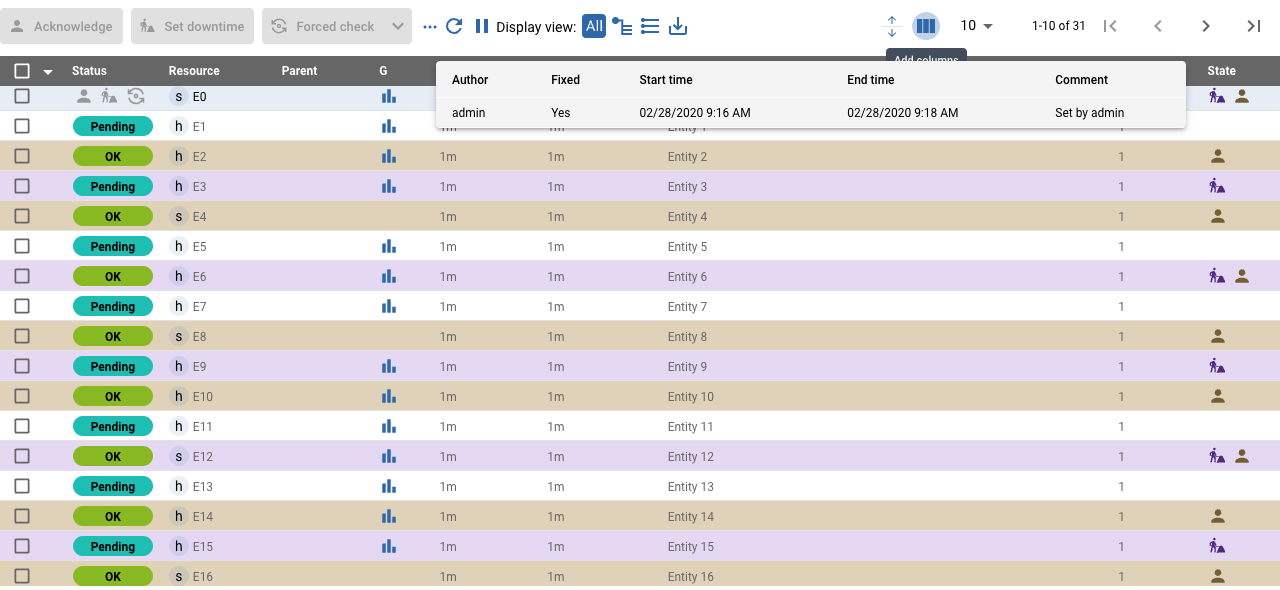 Acknowledge Set downtime Forced check Display view: All 10 1-10 of 31
Add columns
Status Resource Parent G State
Author Fixed Start time End time Comment
admin Yes 02/28/2020 9:16 AM 02/28/2020 9:18 AM Set by admin
s E0
Pending h E1 1m 1m Entity 1 1
OK h E2 1m 1m Entity 2 1
Pending h E3 1m 1m Entity 3 1
OK s E4 1m 1m Entity 4 1
Pending h E5 1m 1m Entity 5 1
OK h E6 1m 1m Entity 6 1
Pending h E7 1m 1m Entity 7 1
OK s E8 1m 1m Entity 8 1
Pending h E9 1m 1m Entity 9 1
OK h E10 1m 1m Entity 10 1
Pending h E11 1m 1m Entity 11 1
OK s E12 1m 1m Entity 12 1
Pending h E13 1m 1m Entity 13 1
OK h E14 1m 1m Entity 14 1
Pending h E15 1m 1m Entity 15 1
OK s E16 1m 1m Entity 16 1